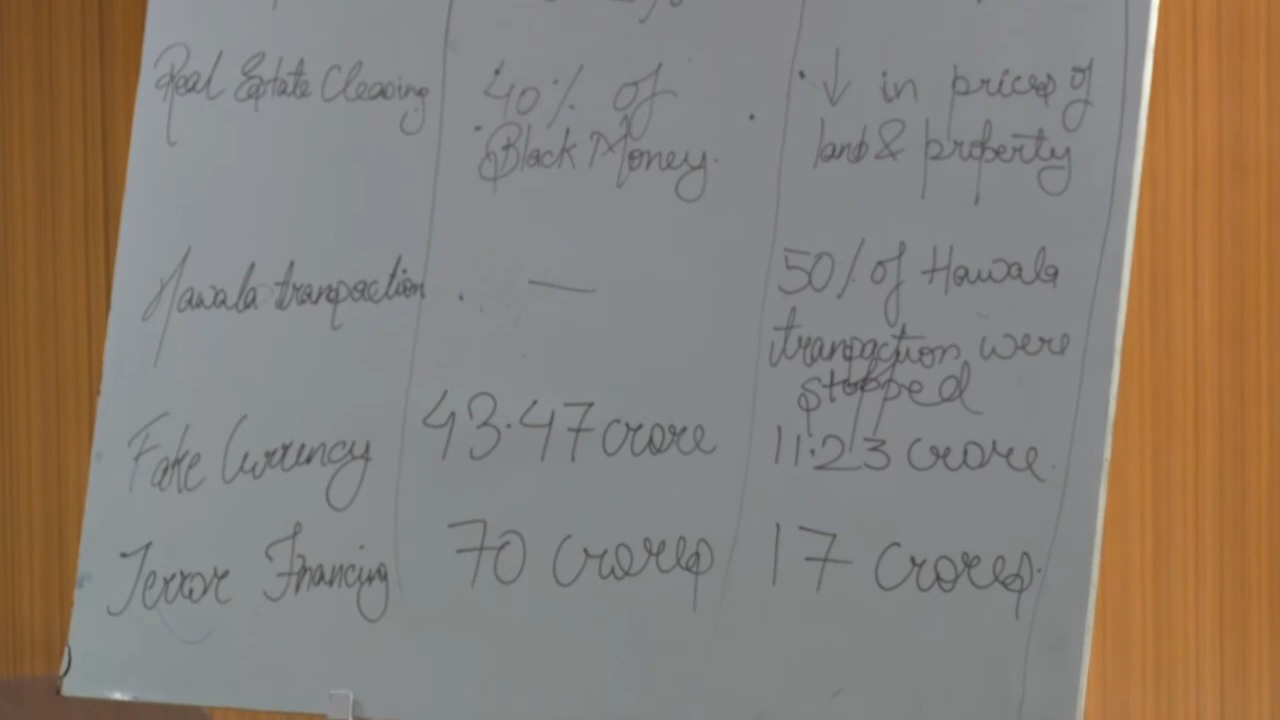 Real Estate Cleasing 40% of ↓ in prices of
Black Money. land & property
Hawala transaction — 50% of Hawala
transaction were
stopped
Fake Currency 43.47 crore 11.23 crore.
Terror Financing 70 crores 17 crores.